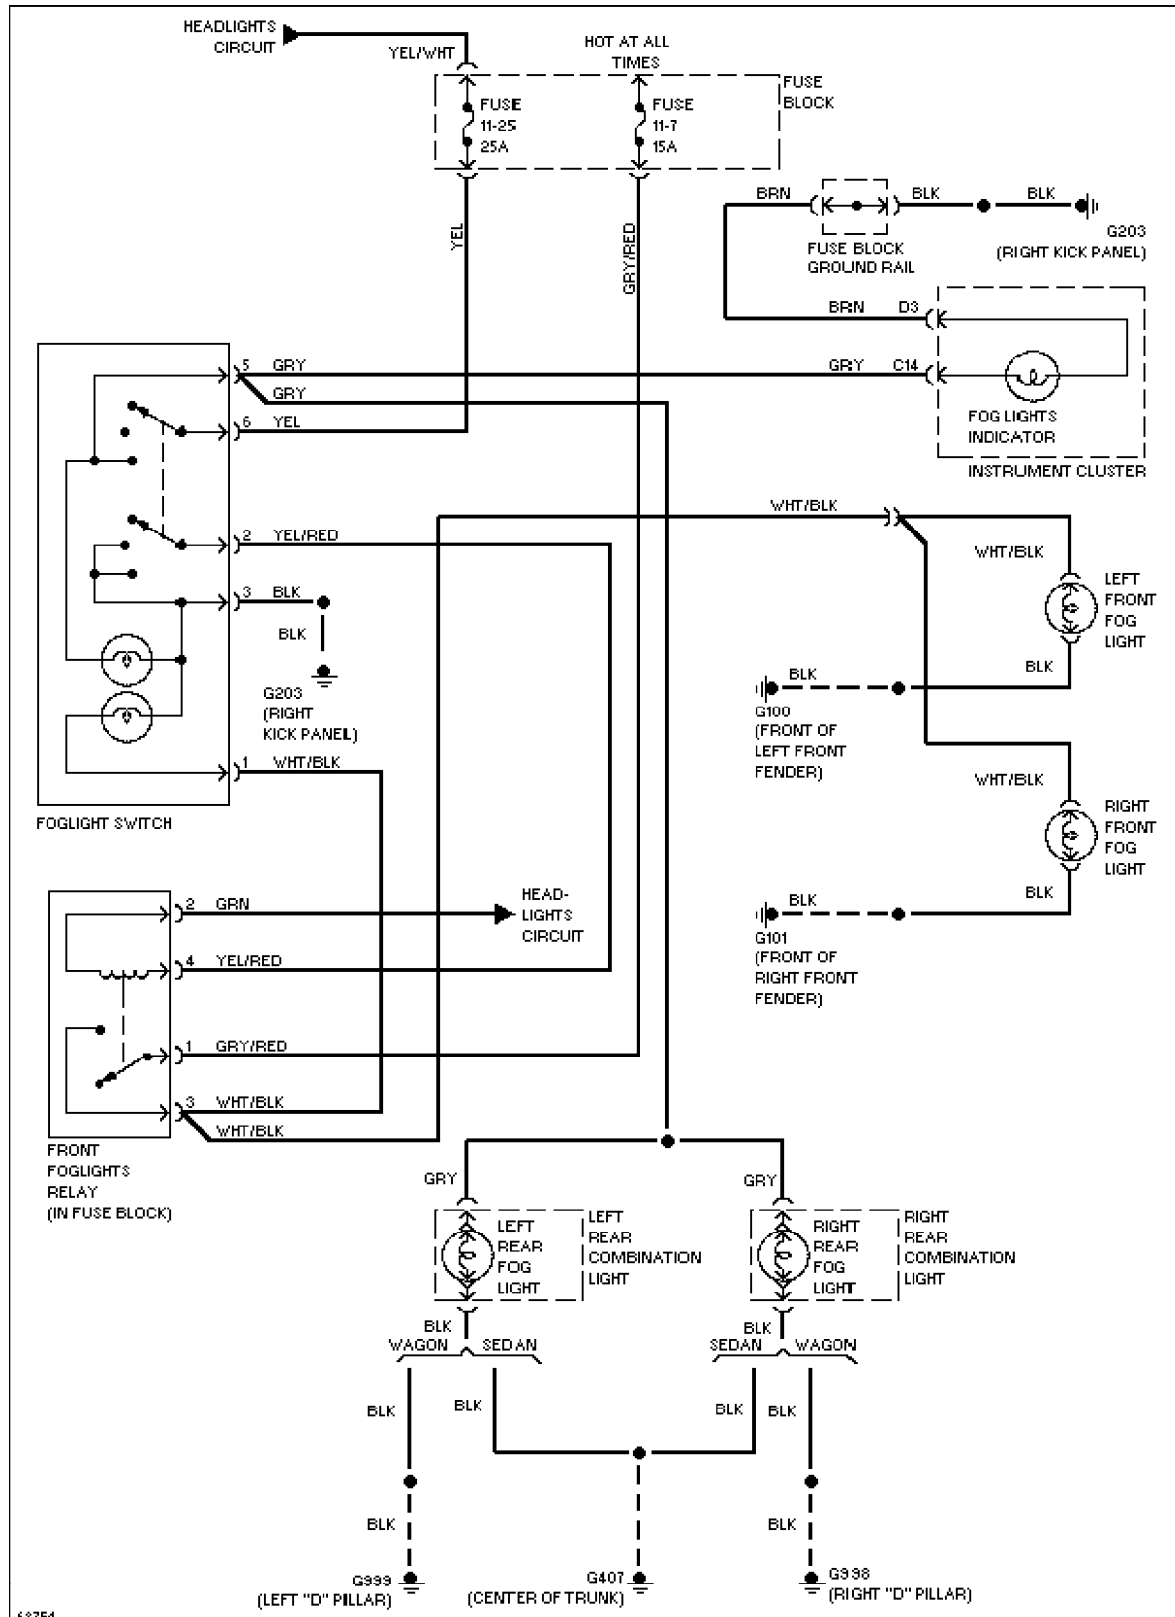 HEADLIGHTS
CIRCUIT
YEL/WHT
HOT AT ALL
TIMES
FUSE
BLOCK
FUSE
11-25
25A
FUSE
11-7
15A
YEL
GRY/RED
BRN
BLK
BLK
G203
(RIGHT KICK PANEL)
FUSE BLOCK
GROUND RAIL
BRN
D3
GRY
C14
FOG LIGHTS
INDICATOR
INSTRUMENT CLUSTER
5
GRY
GRY
6
YEL
2
YEL/RED
3
BLK
BLK
G203
(RIGHT
KICK PANEL)
1
WHT/BLK
FOGLIGHT SWITCH
WHT/BLK
WHT/BLK
LEFT
FRONT
FOG
LIGHT
BLK
BLK
G100
(FRONT OF
LEFT FRONT
FENDER)
WHT/BLK
RIGHT
FRONT
FOG
LIGHT
BLK
BLK
G101
(FRONT OF
RIGHT FRONT
FENDER)
2
GRN
HEAD-
LIGHTS
CIRCUIT
4
YEL/RED
1
GRY/RED
3
WHT/BLK
WHT/BLK
FRONT
FOGLIGHTS
RELAY
(IN FUSE BLOCK)
GRY
GRY
LEFT
REAR
FOG
LIGHT
LEFT
REAR
COMBINATION
LIGHT
RIGHT
REAR
FOG
LIGHT
RIGHT
REAR
COMBINATION
LIGHT
BLK
WAGON
SEDAN
BLK
SEDAN
WAGON
BLK
BLK
BLK
BLK
BLK
BLK
G999
(LEFT "D" PILLAR)
G407
(CENTER OF TRUNK)
G998
(RIGHT "D" PILLAR)